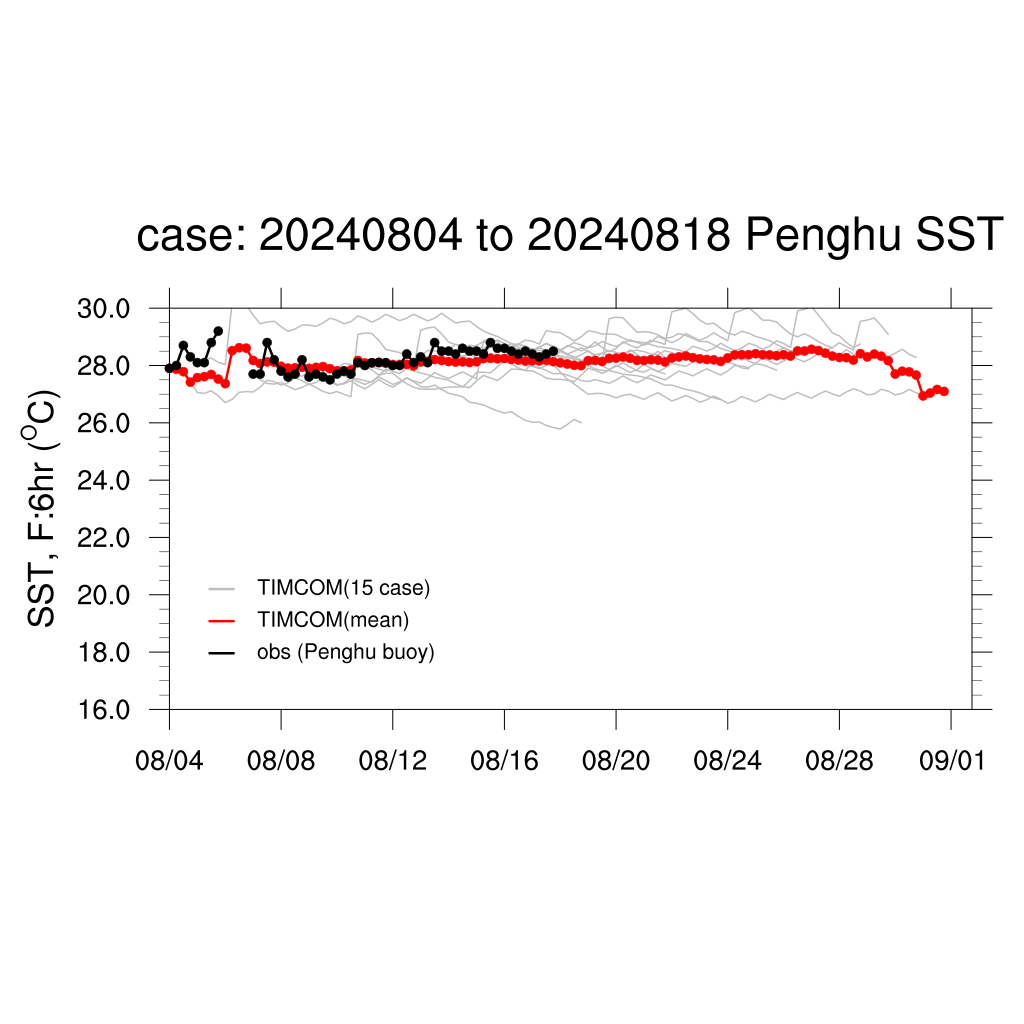 case: 20240804 to 20240818 Penghu SST
SST, F:6hr (°C)
30.0
28.0
26.0
24.0
22.0
20.0
18.0
16.0
TIMCOM(15 case)
TIMCOM(mean)
obs (Penghu buoy)
08/04 08/08 08/12 08/16 08/20 08/24 08/28 09/01